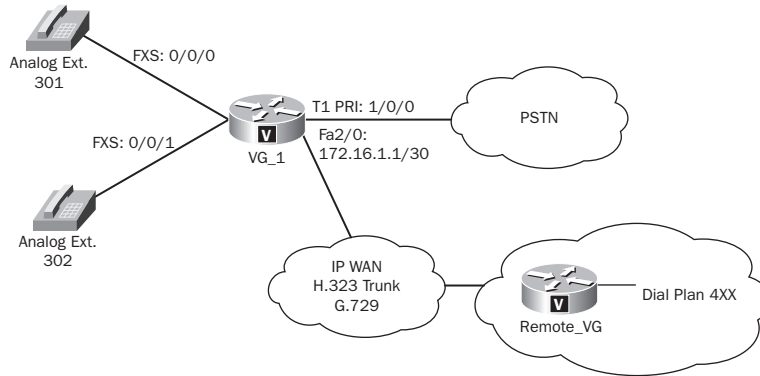 FXS: 0/0/0
Analog Ext.
301
T1 PRI: 1/0/0
PSTN
V
VG_1
Fa2/0:
172.16.1.1/30
FXS: 0/0/1
Analog Ext.
302
IP WAN
H.323 Trunk
G.729
V
Remote_VG
Dial Plan 4XX